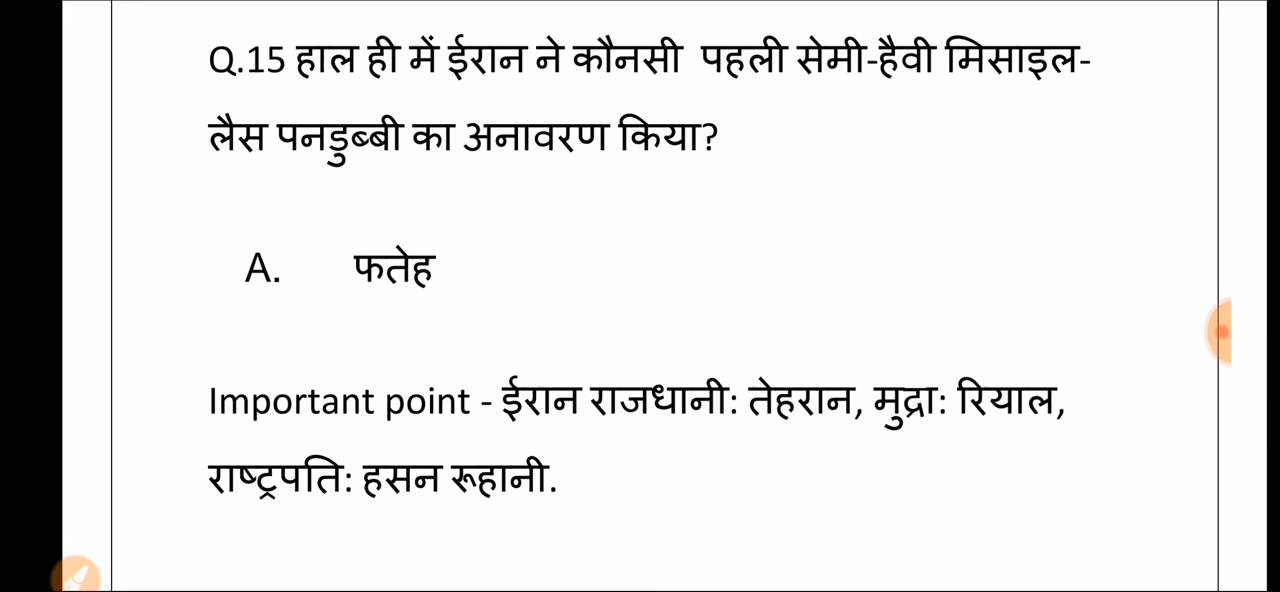 Q.15 हाल ही में ईरान ने कौनसी पहली सेमी-हैवी मिसाइल-
लैस पनडुब्बी का अनावरण किया?
A. फतेह
Important point - ईरान राजधानी: तेहरान, मुद्रा: रियाल,
राष्ट्रपति: हसन रूहानी.